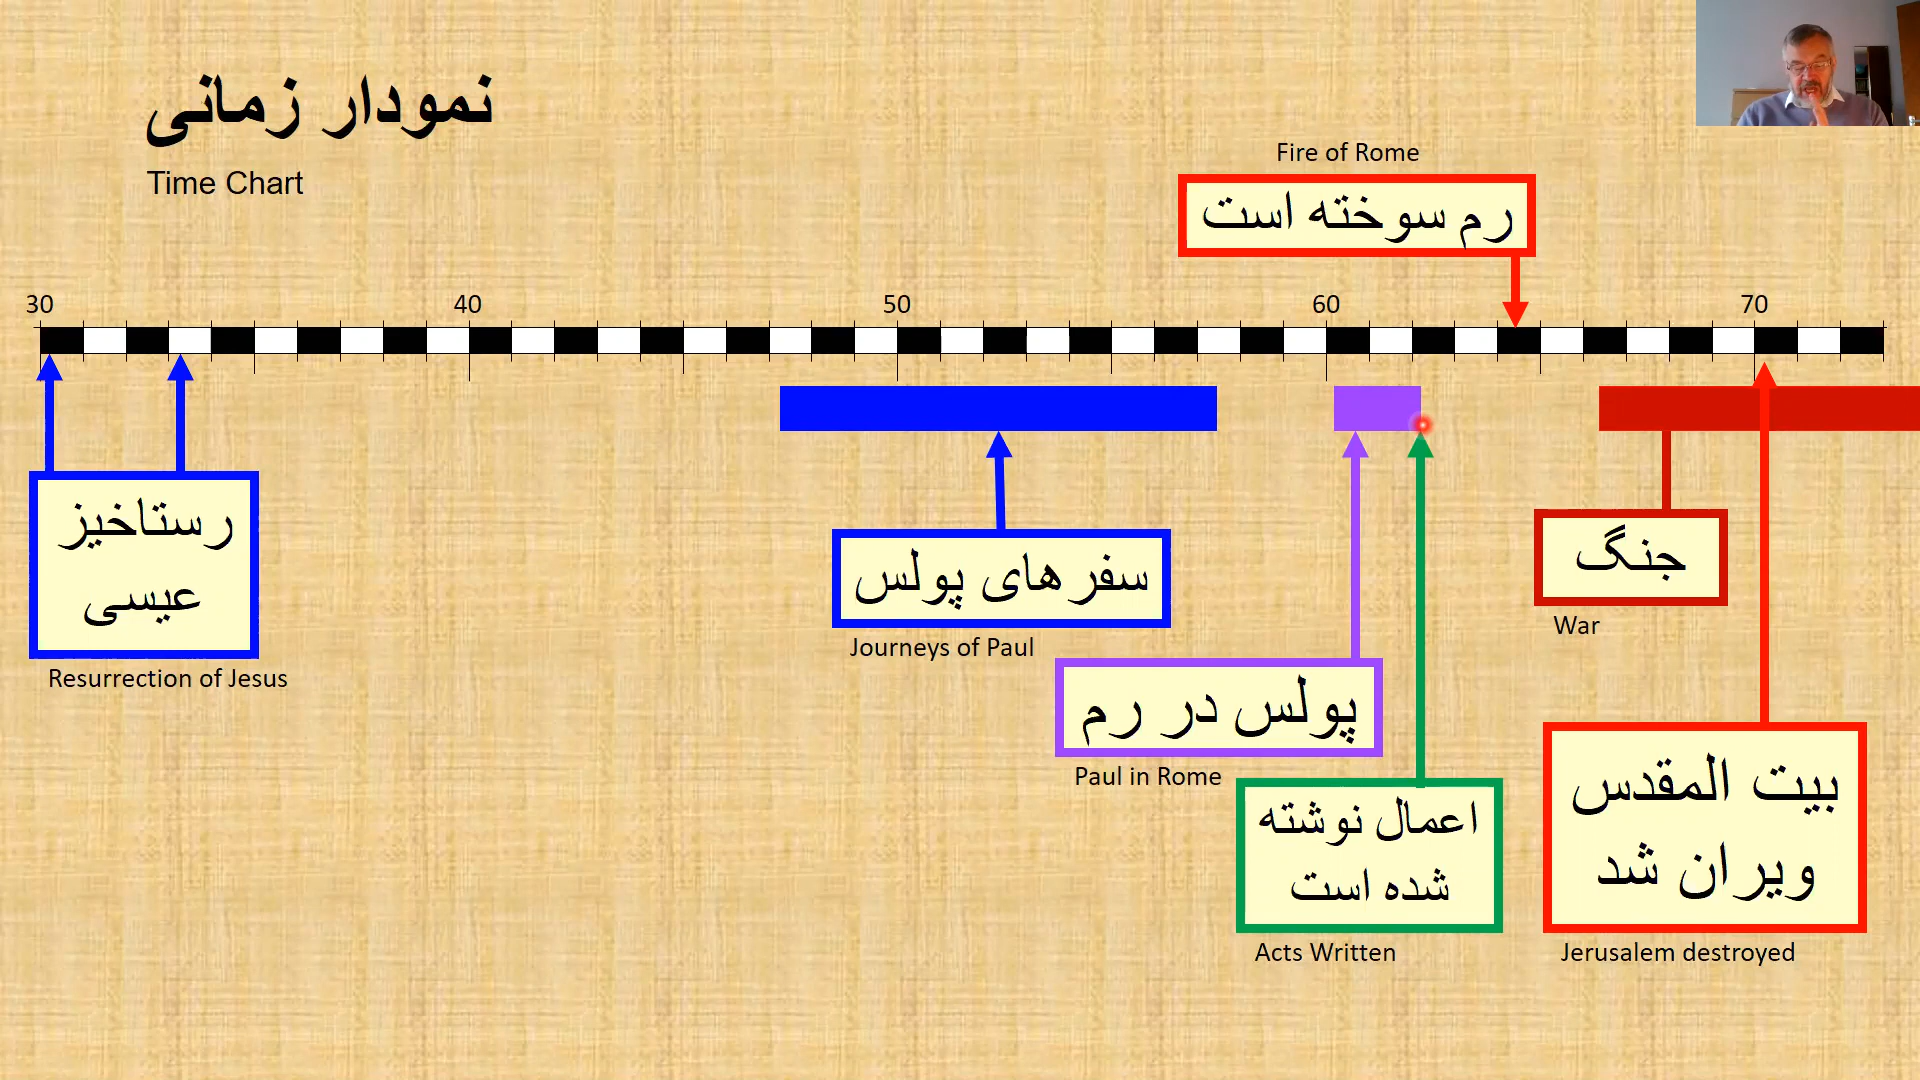 نمودار زمانی
Time Chart
Fire of Rome
رم سوخته است
30
40
50
60
70
رستاخیز
عیسی
Resurrection of Jesus
سفرهای پولس
Journeys of Paul
پولس در رم
Paul in Rome
اعمال نوشته
شده است
Acts Written
جنگ
War
بیت المقدس
ویران شد
Jerusalem destroyed